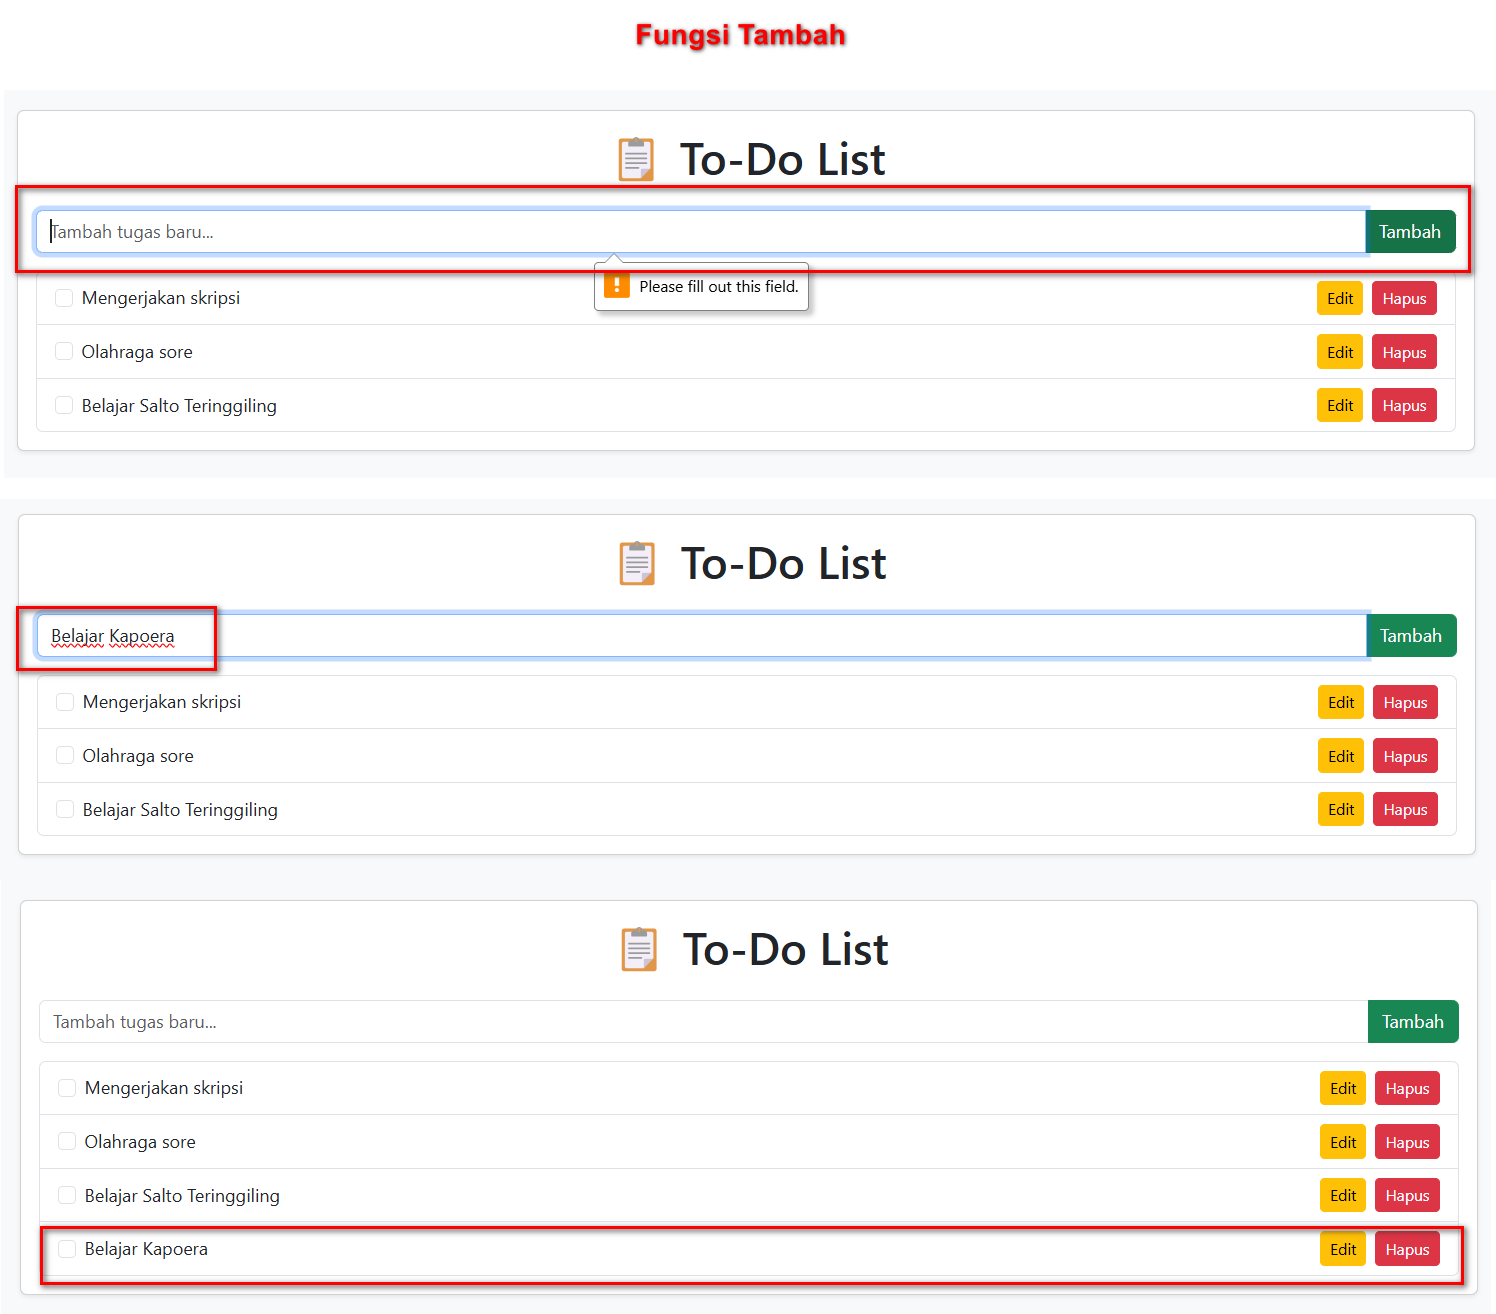 Fungsi Tambah
To-Do List
Tambah tugas baru... Tambah
Please fill out this field.
Mengerjakan skripsi Edit Hapus
Olahraga sore Edit Hapus
Belajar Salto Teringgiling Edit Hapus
To-Do List
Belajar Kapoera Tambah
Mengerjakan skripsi Edit Hapus
Olahraga sore Edit Hapus
Belajar Salto Teringgiling Edit Hapus
To-Do List
Tambah tugas baru... Tambah
Mengerjakan skripsi Edit Hapus
Olahraga sore Edit Hapus
Belajar Salto Teringgiling Edit Hapus
Belajar Kapoera Edit Hapus